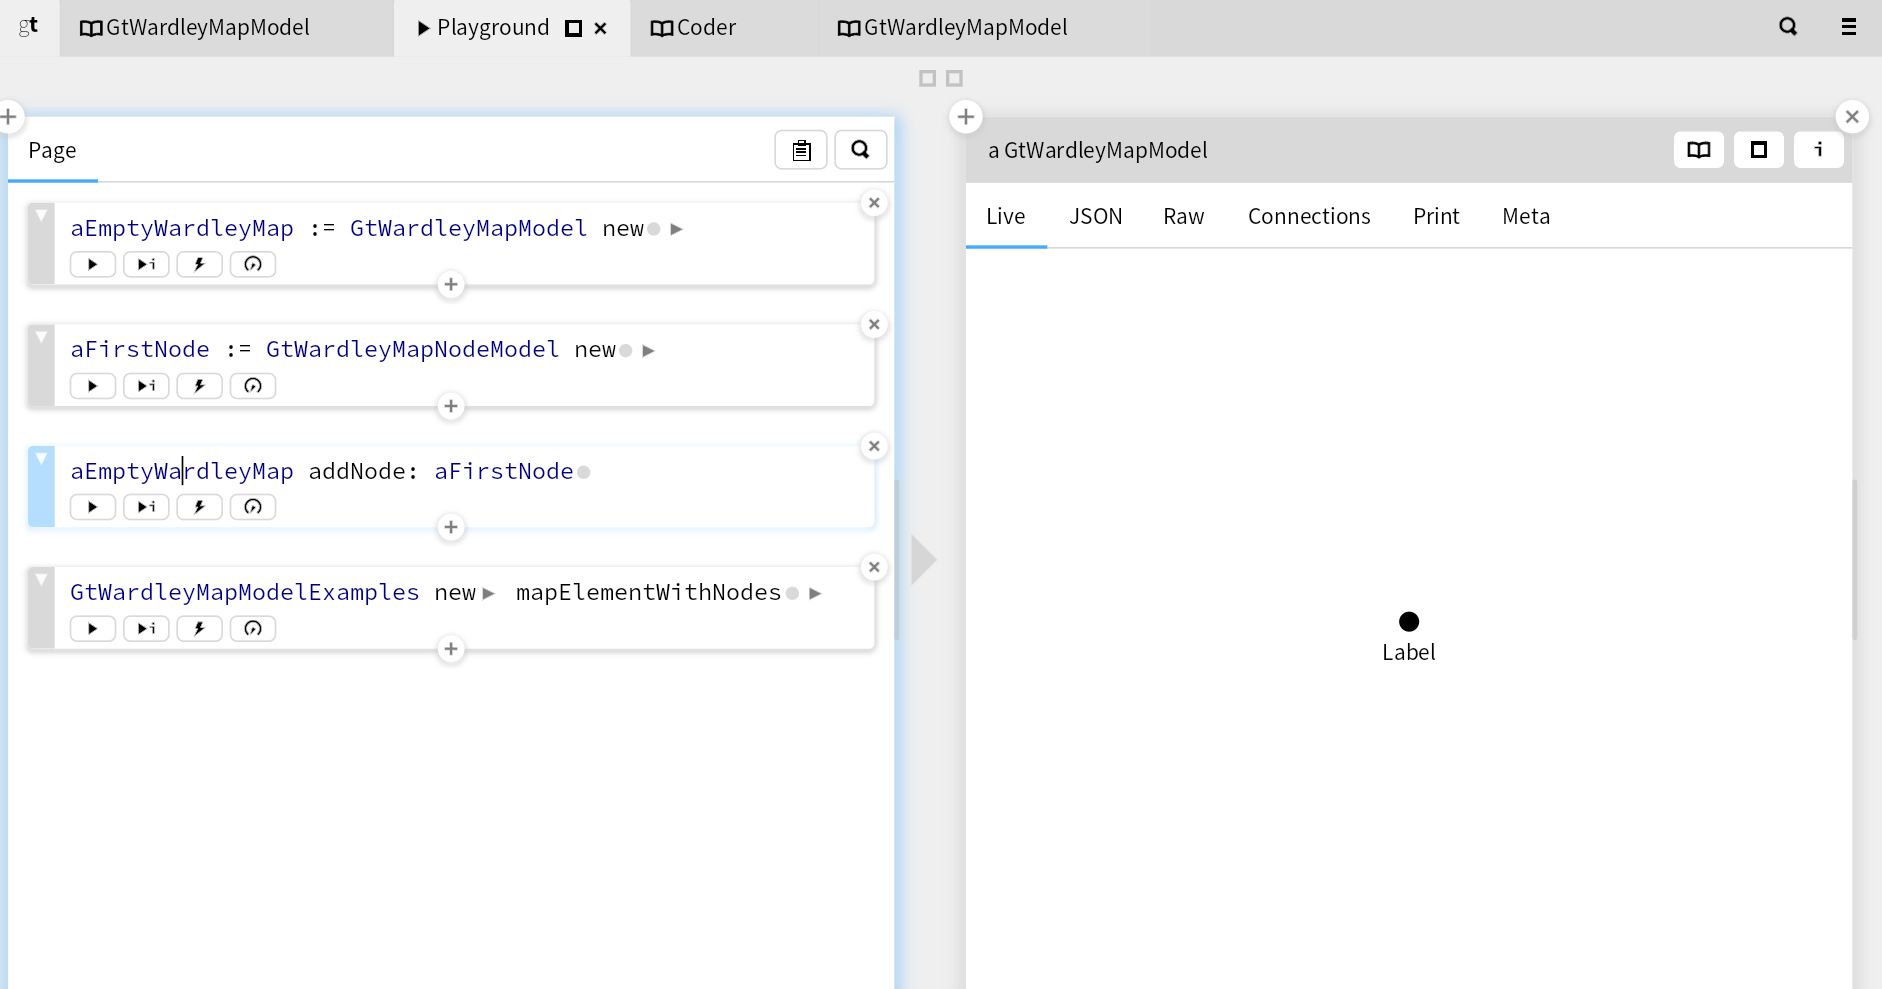 gt GtWardleyMapModel Playground Coder GtWardleyMapModel
Page
aEmptyWardleyMap := GtWardleyMapModel new
i
aFirstNode := GtWardleyMapNodeModel new
i
aEmptyWardleyMap addNode: aFirstNode
i
GtWardleyMapModelExamples new mapElementWithNodes
i
a GtWardleyMapModel i
Live JSON Raw Connections Print Meta
Label